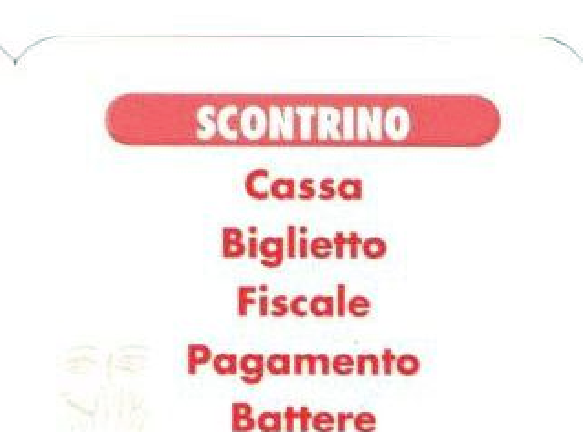 SCONTRINO
Cassa
Biglietto
Fiscale
Pagamento
Battere